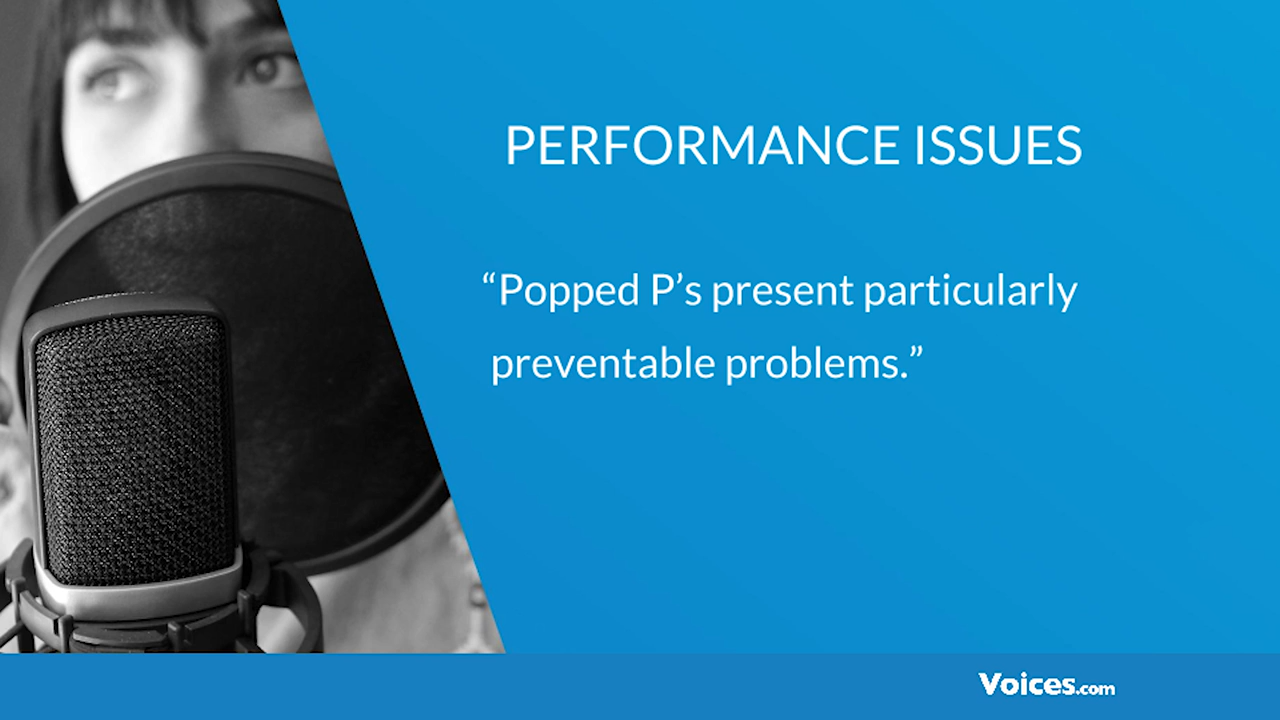 PERFORMANCE ISSUES
“Popped P’s present particularly
preventable problems.”
Voices.com